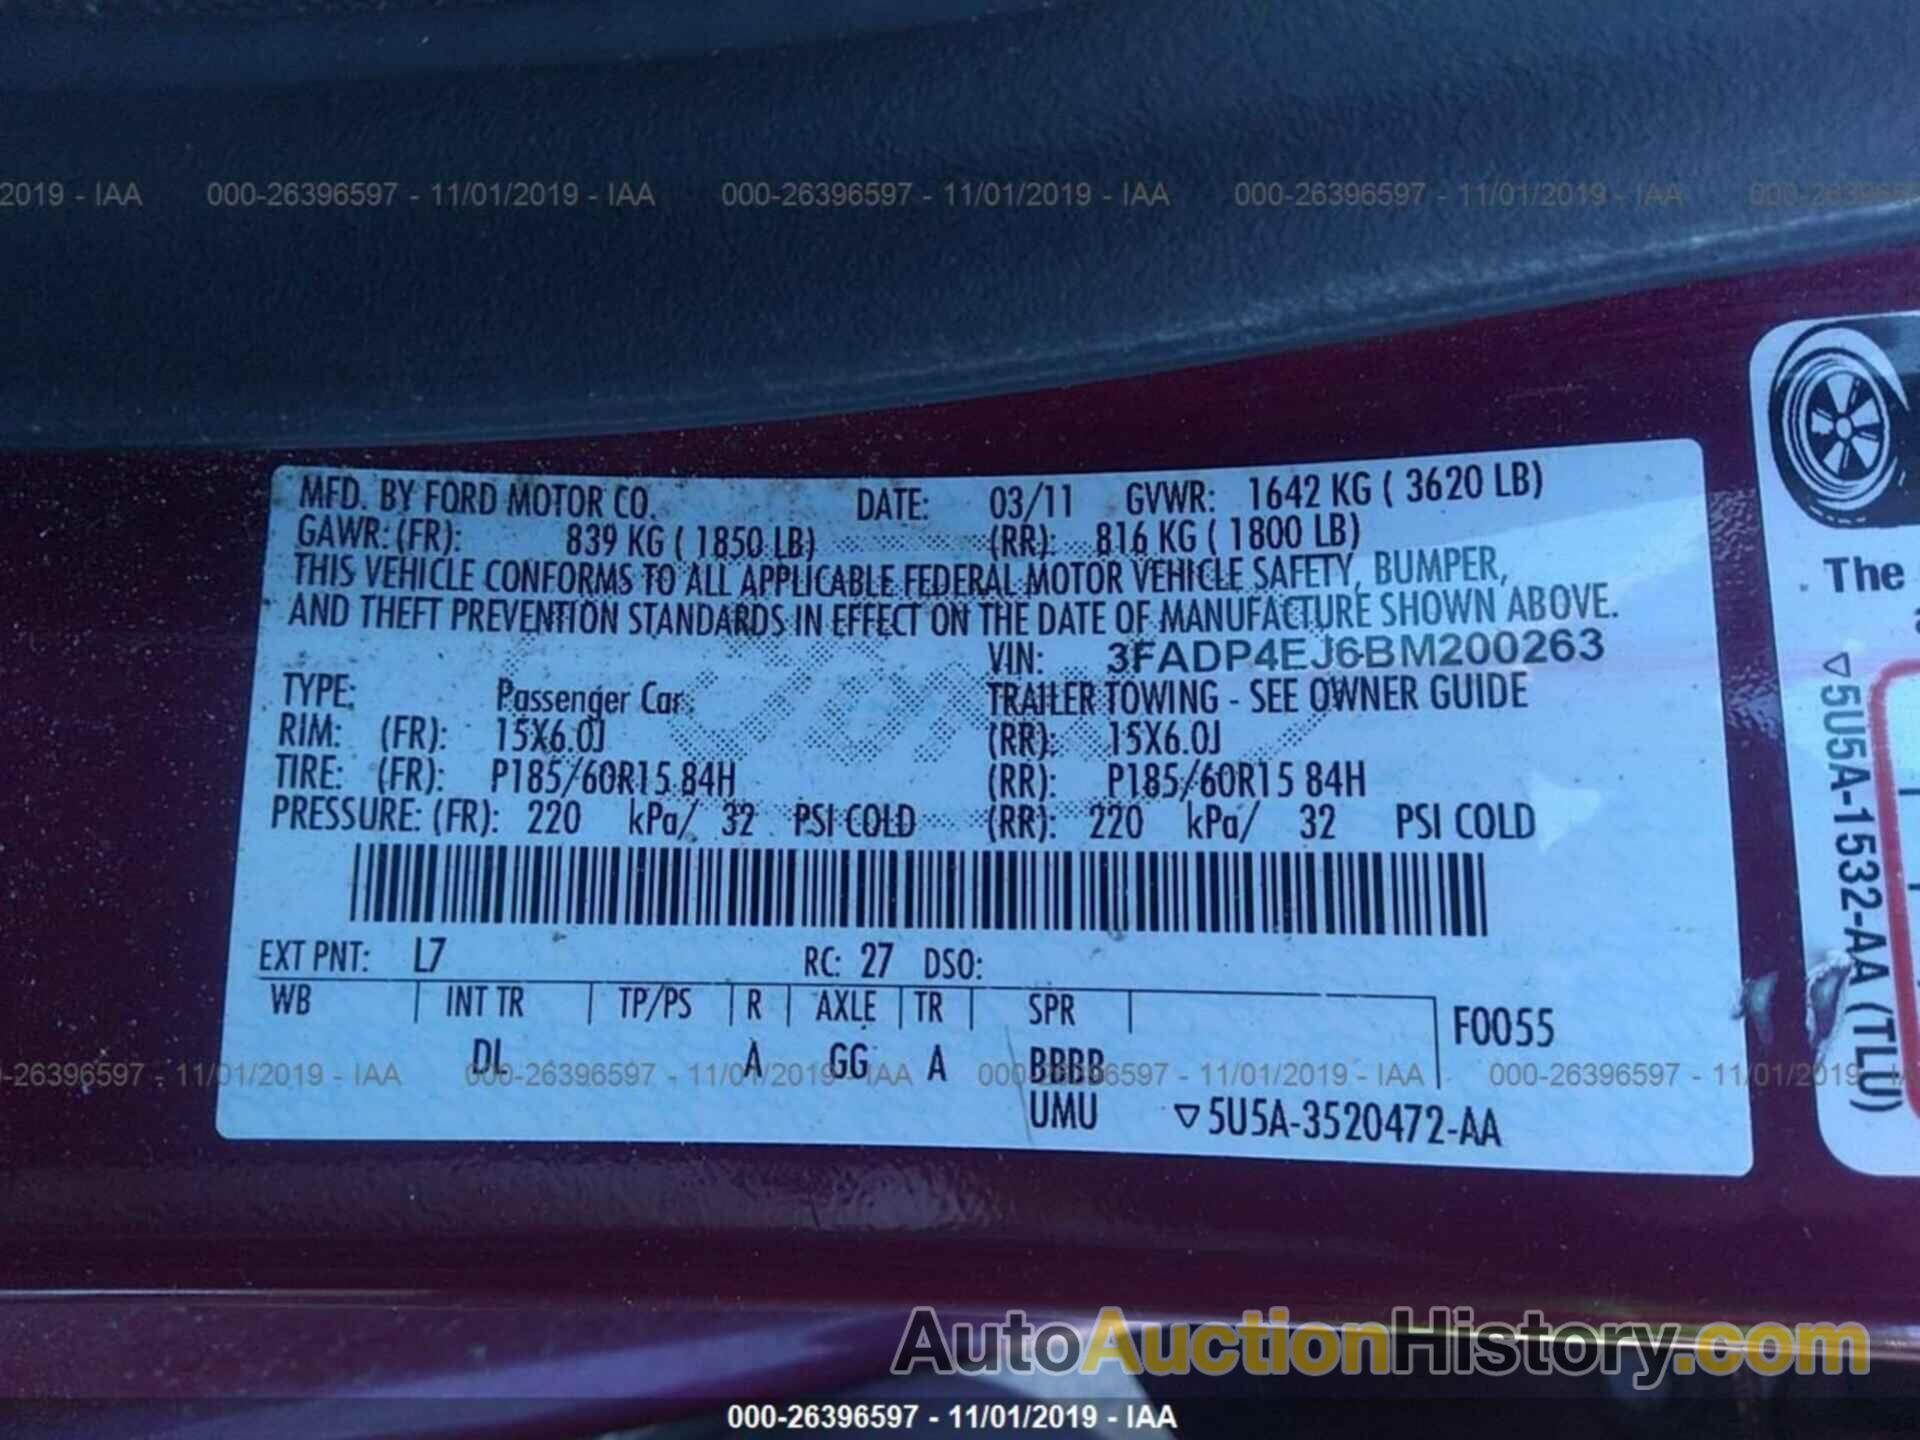 2019 - IAA 000-26396597 - 11/01/2019 - IAA 000-26396597 - 11/01/2019 - IAA 000-26396597 - 11/01/2019 - IAA 000-263965
MFD. BY FORD MOTOR CO. DATE: 03/11 GVWR: 1642 KG ( 3620 LB)
GAWR: (FR): 839 KG ( 1850 LB) (RR): 816 KG ( 1800 LB)
THIS VEHICLE CONFORMS TO ALL APPLICABLE FEDERAL MOTOR VEHICLE SAFETY, BUMPER,
AND THEFT PREVENTION STANDARDS IN EFFECT ON THE DATE OF MANUFACTURE SHOWN ABOVE.
VIN: 3FADP4EJ6BM200263
TYPE: Passenger Car TRAILER TOWING - SEE OWNER GUIDE
RIM: (FR): 15X6.0J (RR): 15X6.0J
TIRE: (FR): P185/60R15 84H (RR): P185/60R15 84H
PRESSURE: (FR): 220 kPa/ 32 PSI COLD (RR): 220 kPa/ 32 PSI COLD
EXT PNT: L7 RC: 27 DSO:
WB INT TR TP/PS R AXLE TR SPR
F0055
DL A GG A BBBB
-26396597 - 11/01/2019 - IAA 000-26396597 - 11/01/2019 - IAA 000-26396597 - 11/01/2019 - IAA 000-26396597 - 11/01/2019 - IA
UMU ▽5U5A-3520472-AA
The
▽5U5A-1532-AA (TLU)
AutoAuctionHistory.com
000-26396597 - 11/01/2019 - IAA